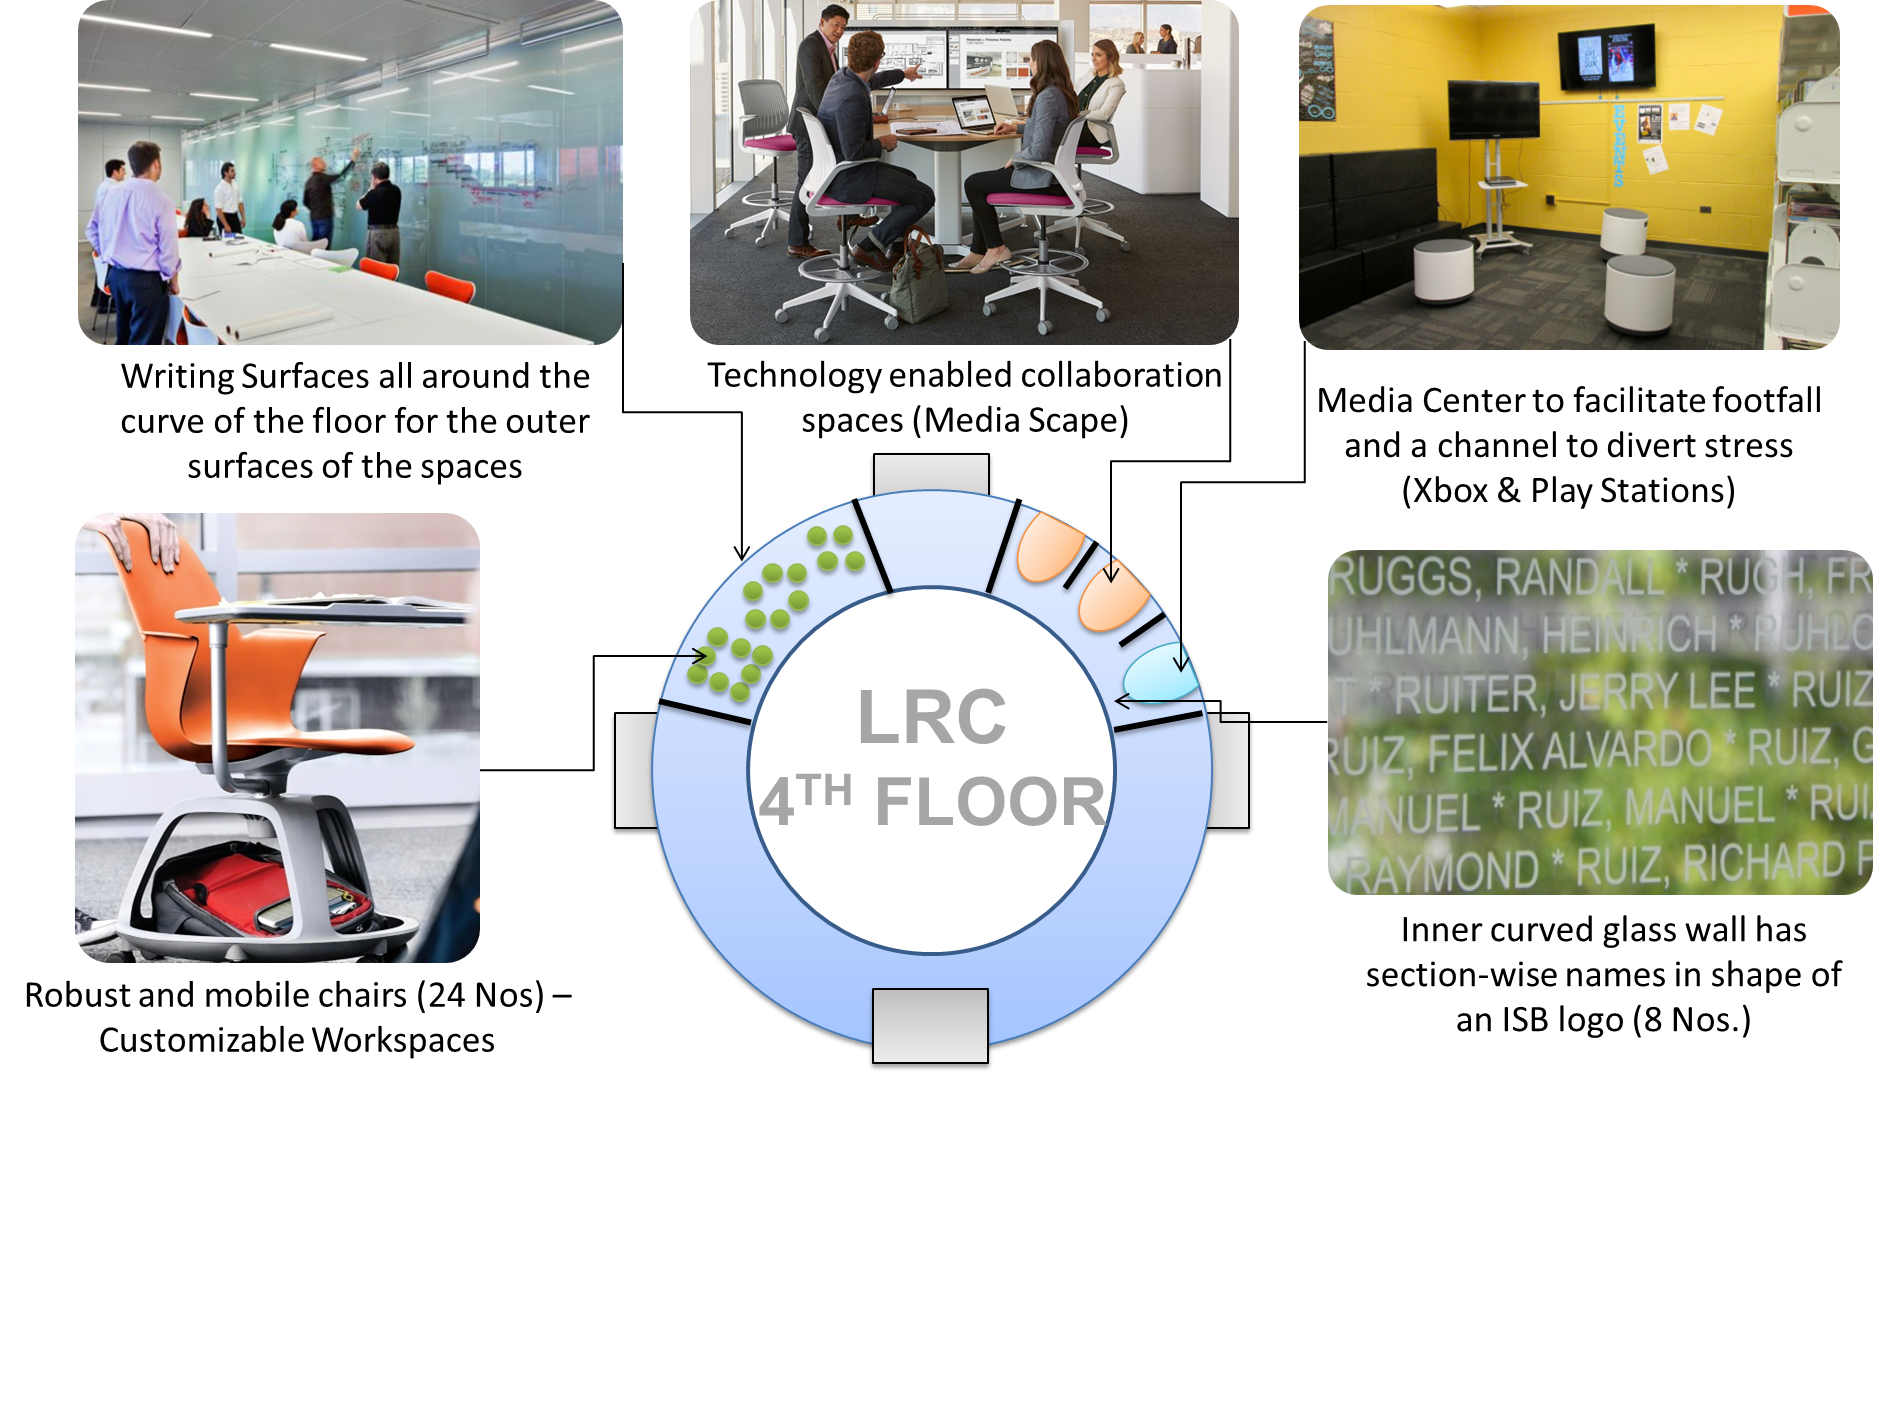 Writing Surfaces all around the
curve of the floor for the outer
surfaces of the spaces
Technology enabled collaboration
spaces (Media Scape)
Media Center to facilitate footfall
and a channel to divert stress
(Xbox & Play Stations)
EVENTS
RUGGS, RANDALL * RUGH, FR
UHLMANN, HEINRICH * RUHLO
T * RUITER, JERRY LEE * RUIZ
RUIZ, FELIX ALVARDO * RUIZ, G
MANUEL * RUIZ, MANUEL * RUI
RAYMOND * RUIZ, RICHARD
LRC
4TH FLOOR
Robust and mobile chairs (24 Nos) –
Customizable Workspaces
Inner curved glass wall has
section-wise names in shape of
an ISB logo (8 Nos.)